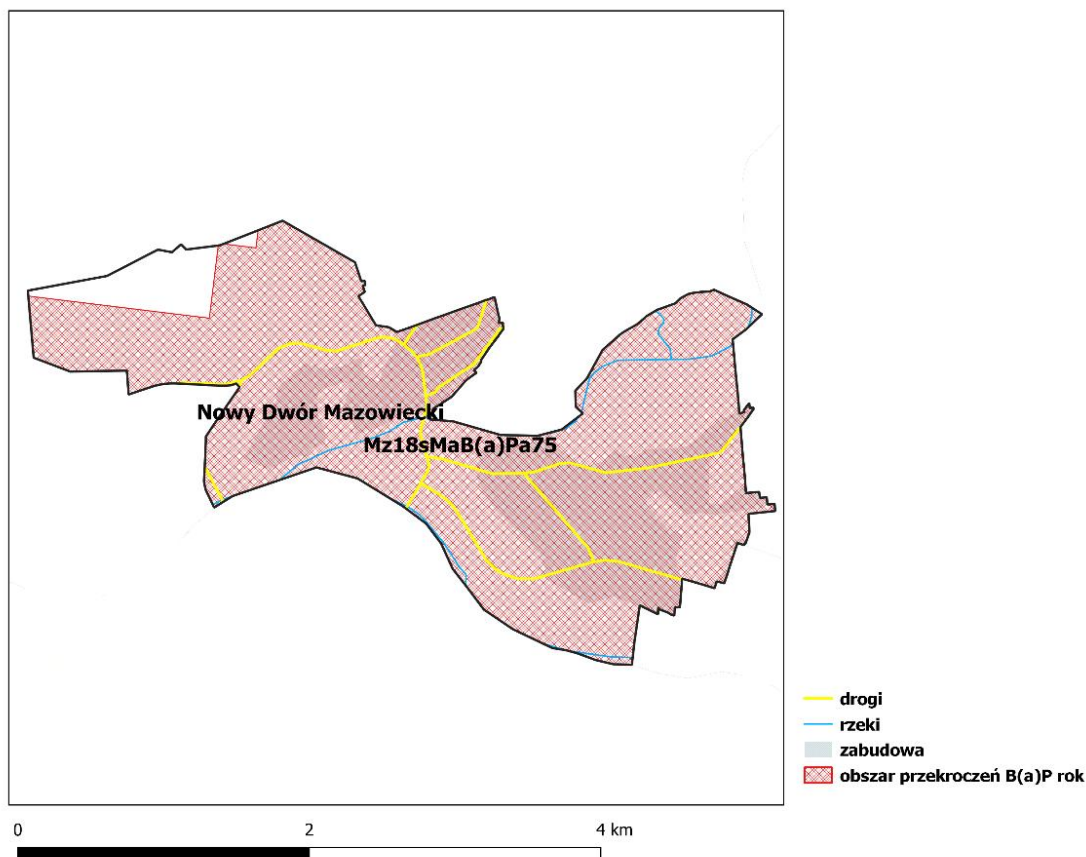 Nowy Dwór Mazowiecki
Mz18sMaB(a)Pa75
drogi
rzeki
zabudowa
obszar przekroczeń B(a)P rok
0 2 4 km